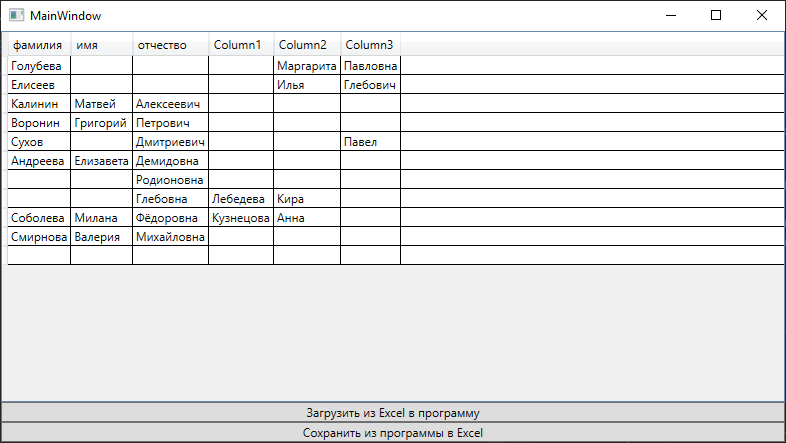 MainWindow
фамилия имя отчество Column1 Column2 Column3
Голубева Маргарита Павловна
Елисеев Илья Глебович
Калинин Матвей Алексеевич
Воронин Григорий Петрович
Сухов Дмитриевич Павел
Андреева Елизавета Демидовна
Родионовна
Глебовна Лебедева Кира
Соболева Милана Фёдоровна Кузнецова Анна
Смирнова Валерия Михайловна
Загрузить из Excel в программу
Сохранить из программы в Excel